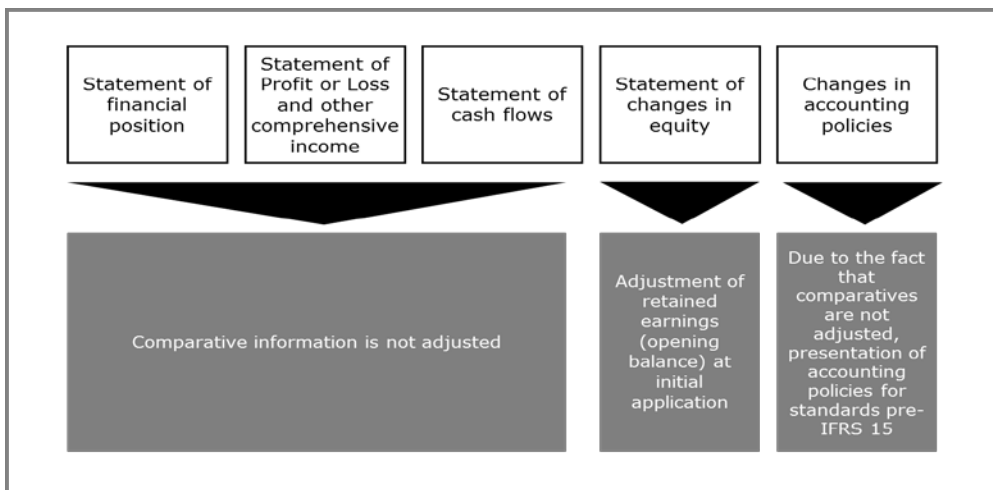 Statement of
financial
position
Statement of
Profit or Loss
and other
comprehensive
income
Statement of
cash flows
Statement of
changes in
equity
Changes in
accounting
policies
Comparative information is not adjusted
Adjustment of
retained
earnings
(opening
balance) at
initial
application
Due to the fact
that
comparatives
are not
adjusted,
presentation of
accounting
policies for
standards pre-
IFRS 15